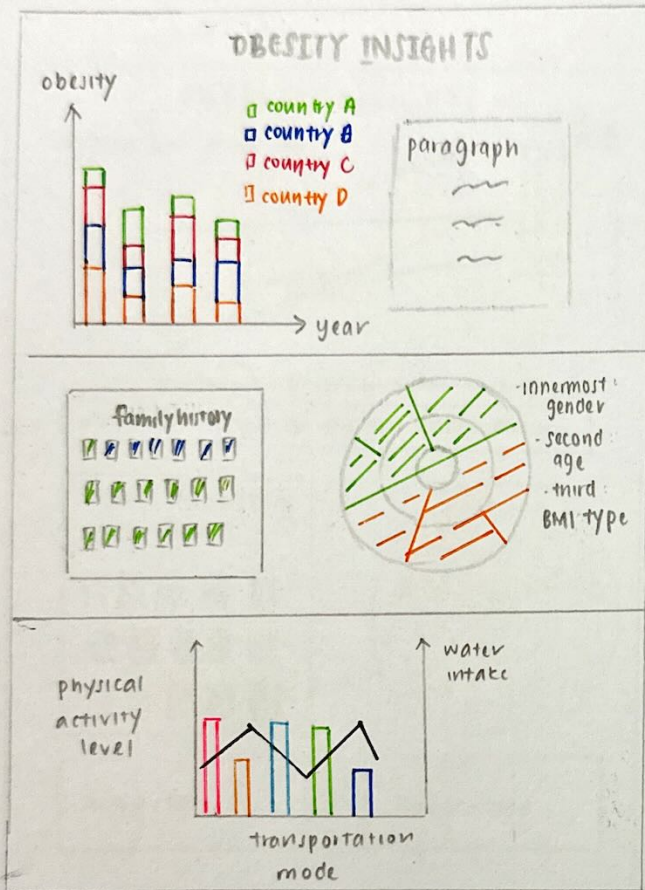 OBESITY INSIGHTS
obesity
country A
country B
country C
country D
paragraph
year
family history
- innermost :
gender
- second :
age
- third :
BMI type
physical
activity
level
water
intake
transportation
mode